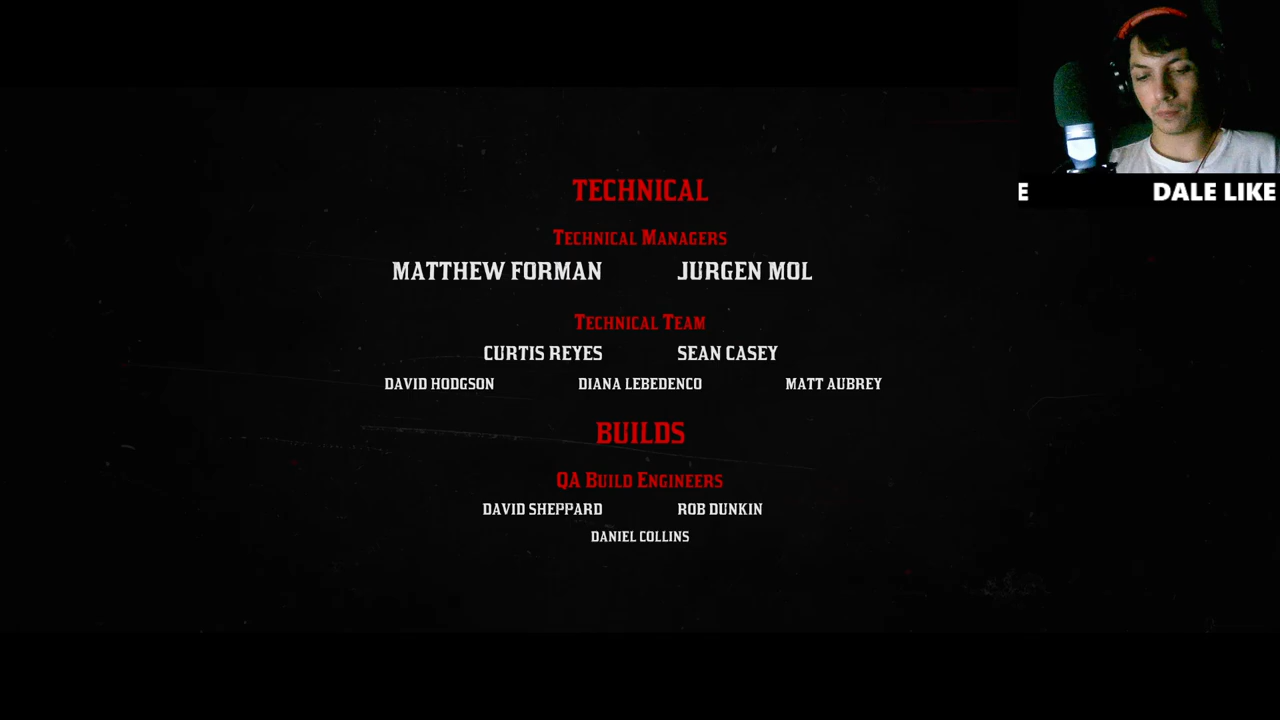 TECHNICAL
TECHNICAL MANAGERS
MATTHEW FORMAN JURGEN MOL
TECHNICAL TEAM
CURTIS REYES SEAN CASEY
DAVID HODGSON DIANA LEBEDENCO MATT AUBREY
BUILDS
QA BUILD ENGINEERS
DAVID SHEPPARD ROB DUNKIN
DANIEL COLLINS
E DALE LIKE